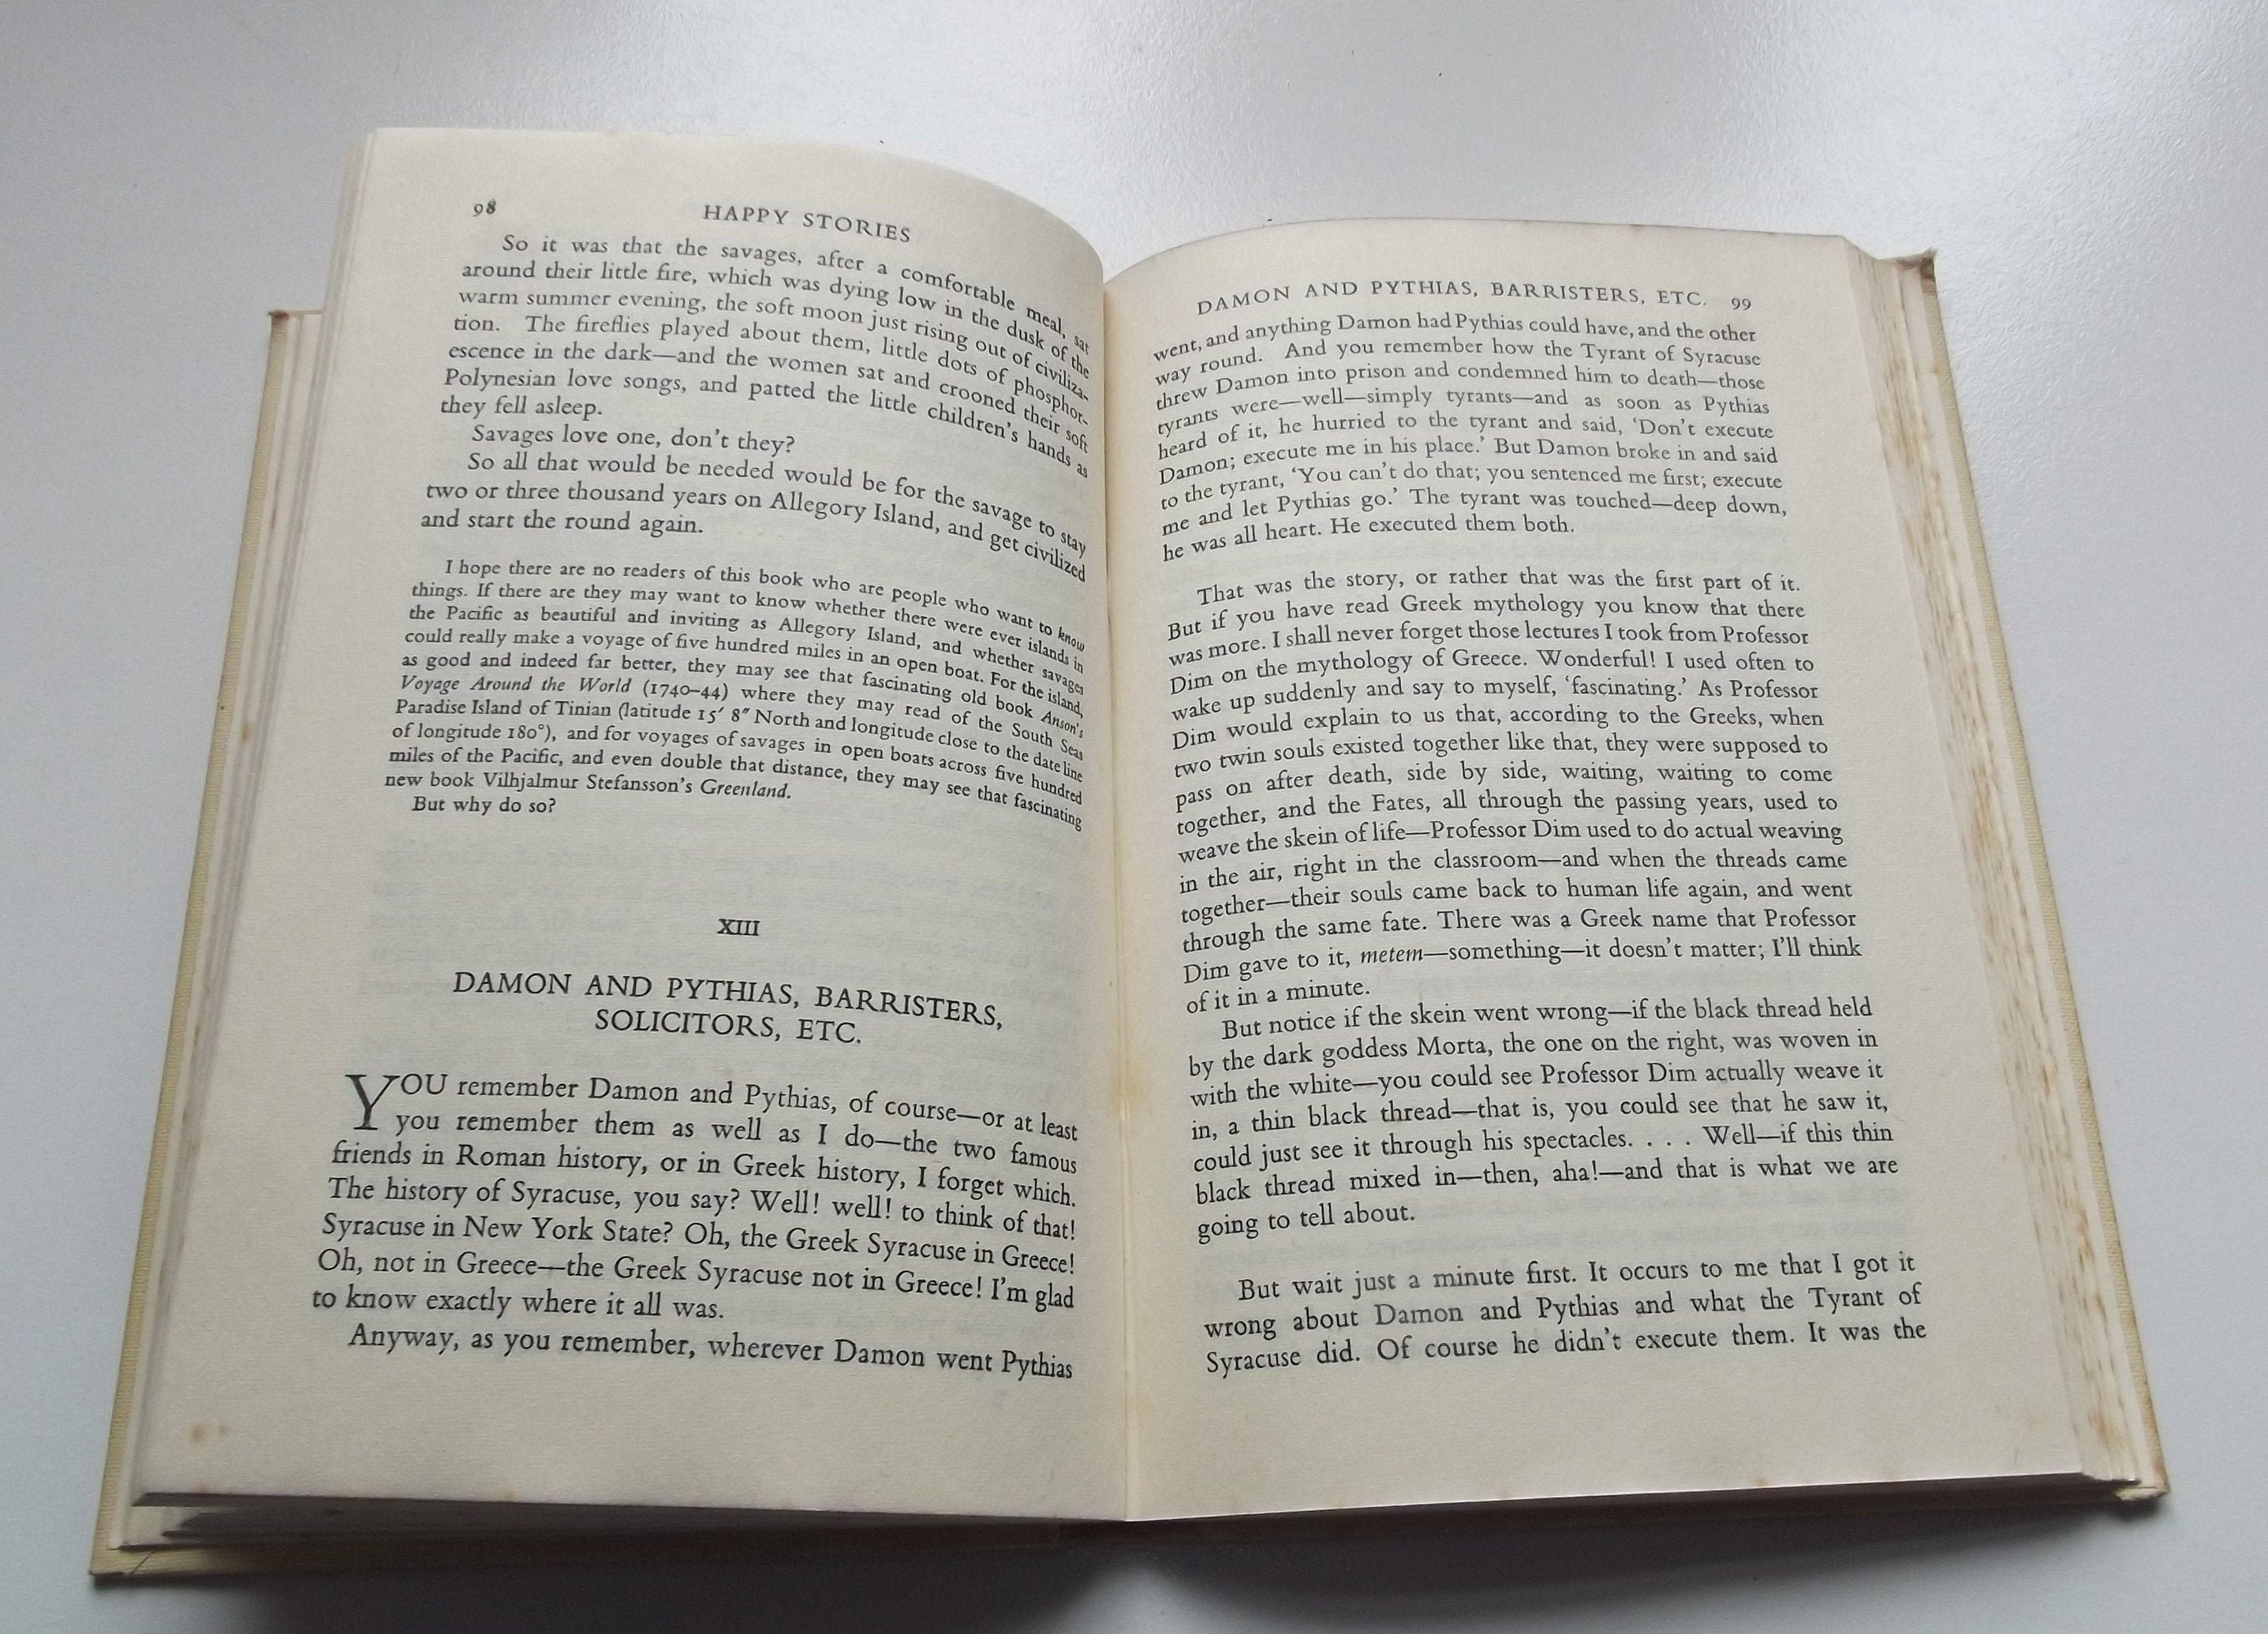 98
HAPPY STORIES
So it was that the savages, after a comfortable meal, sat
around their little fire, which was dying low in the dusk of the
warm summer evening, the soft moon just rising out of civiliza-
tion. The fireflies played about them, little dots of phosphor-
escence in the dark—and the women sat and crooned their soft
Polynesian love songs, and patted the little children's hands as
they fell asleep.
Savages love one, don't they?
So all that would be needed would be for the savage to stay
two or three thousand years on Allegory Island, and get civilized
and start the round again.
I hope there are no readers of this book who are people who want to know
things. If there are they may want to know whether there were ever islands in
the Pacific as beautiful and inviting as Allegory Island, and whether savages
could really make a voyage of five hundred miles in an open boat. For the island,
as good and indeed far better, they may see that fascinating old book Anson's
Voyage Around the World (1740–44) where they may read of the South Seas
Paradise Island of Tinian (latitude 15′ 8″ North and longitude close to the date line
of longitude 180°), and for voyages of savages in open boats across five hundred
miles of the Pacific, and even double that distance, they may see that fascinating
new book Vilhjalmur Stefansson's Greenland.
But why do so?
XIII
DAMON AND PYTHIAS, BARRISTERS,
SOLICITORS, ETC.
YOU remember Damon and Pythias, of course—or at least
you remember them as well as I do—the two famous
friends in Roman history, or in Greek history, I forget which.
The history of Syracuse, you say? Well! well! to think of that!
Syracuse in New York State? Oh, the Greek Syracuse in Greece!
Oh, not in Greece—the Greek Syracuse not in Greece! I'm glad
to know exactly where it all was.
Anyway, as you remember, wherever Damon went Pythias
DAMON AND PYTHIAS, BARRISTERS, ETC. 99
went, and anything Damon had Pythias could have, and the other
way round. And you remember how the Tyrant of Syracuse
threw Damon into prison and condemned him to death—those
tyrants were—well—simply tyrants—and as soon as Pythias
heard of it, he hurried to the tyrant and said, 'Don't execute
Damon; execute me in his place.' But Damon broke in and said
to the tyrant, 'You can't do that; you sentenced me first; execute
me and let Pythias go.' The tyrant was touched—deep down,
he was all heart. He executed them both.
That was the story, or rather that was the first part of it.
But if you have read Greek mythology you know that there
was more. I shall never forget those lectures I took from Professor
Dim on the mythology of Greece. Wonderful! I used often to
wake up suddenly and say to myself, 'fascinating.' As Professor
Dim would explain to us that, according to the Greeks, when
two twin souls existed together like that, they were supposed to
pass on after death, side by side, waiting, waiting to come
together, and the Fates, all through the passing years, used to
weave the skein of life—Professor Dim used to do actual weaving
in the air, right in the classroom—and when the threads came
together—their souls came back to human life again, and went
through the same fate. There was a Greek name that Professor
Dim gave to it, metem—something—it doesn't matter; I'll think
of it in a minute.
But notice if the skein went wrong—if the black thread held
by the dark goddess Morta, the one on the right, was woven in
with the white—you could see Professor Dim actually weave it
in, a thin black thread—that is, you could see that he saw it,
could just see it through his spectacles. . . . Well—if this thin
black thread mixed in—then, aha!—and that is what we are
going to tell about.
But wait just a minute first. It occurs to me that I got it
wrong about Damon and Pythias and what the Tyrant of
Syracuse did. Of course he didn't execute them. It was the